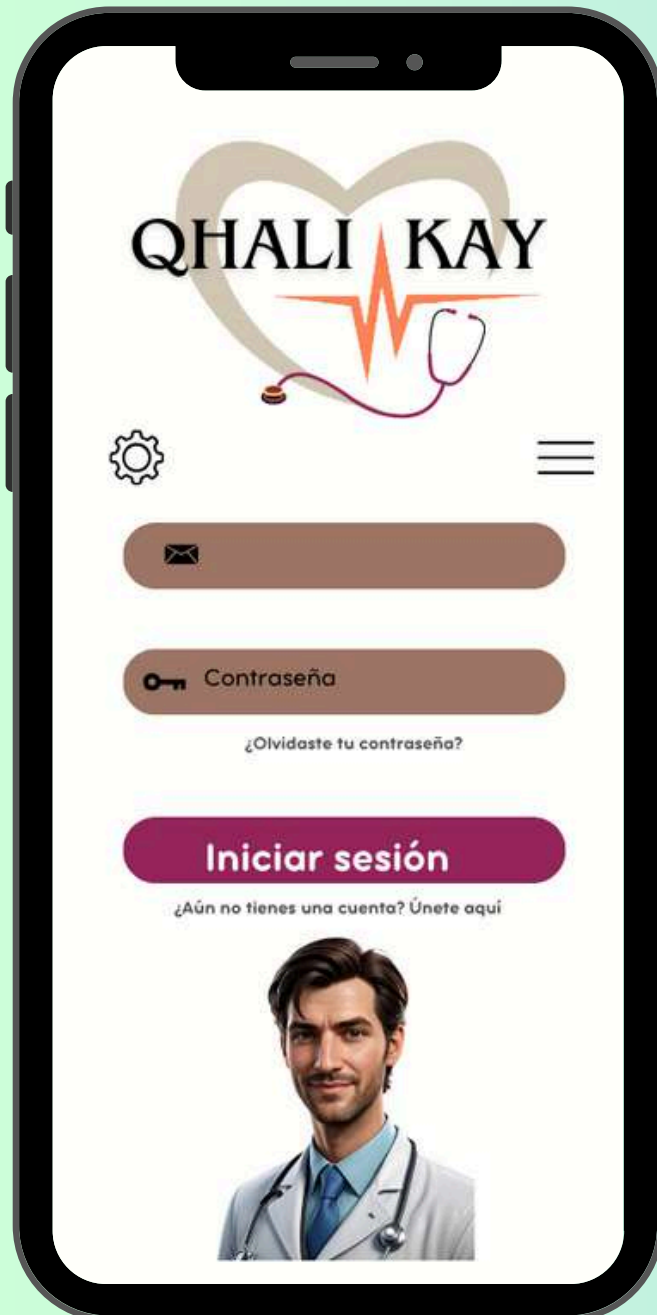 QHALI KAY
Contraseña
¿Olvidaste tu contraseña?
Iniciar sesión
¿Aún no tienes una cuenta? Únete aquí